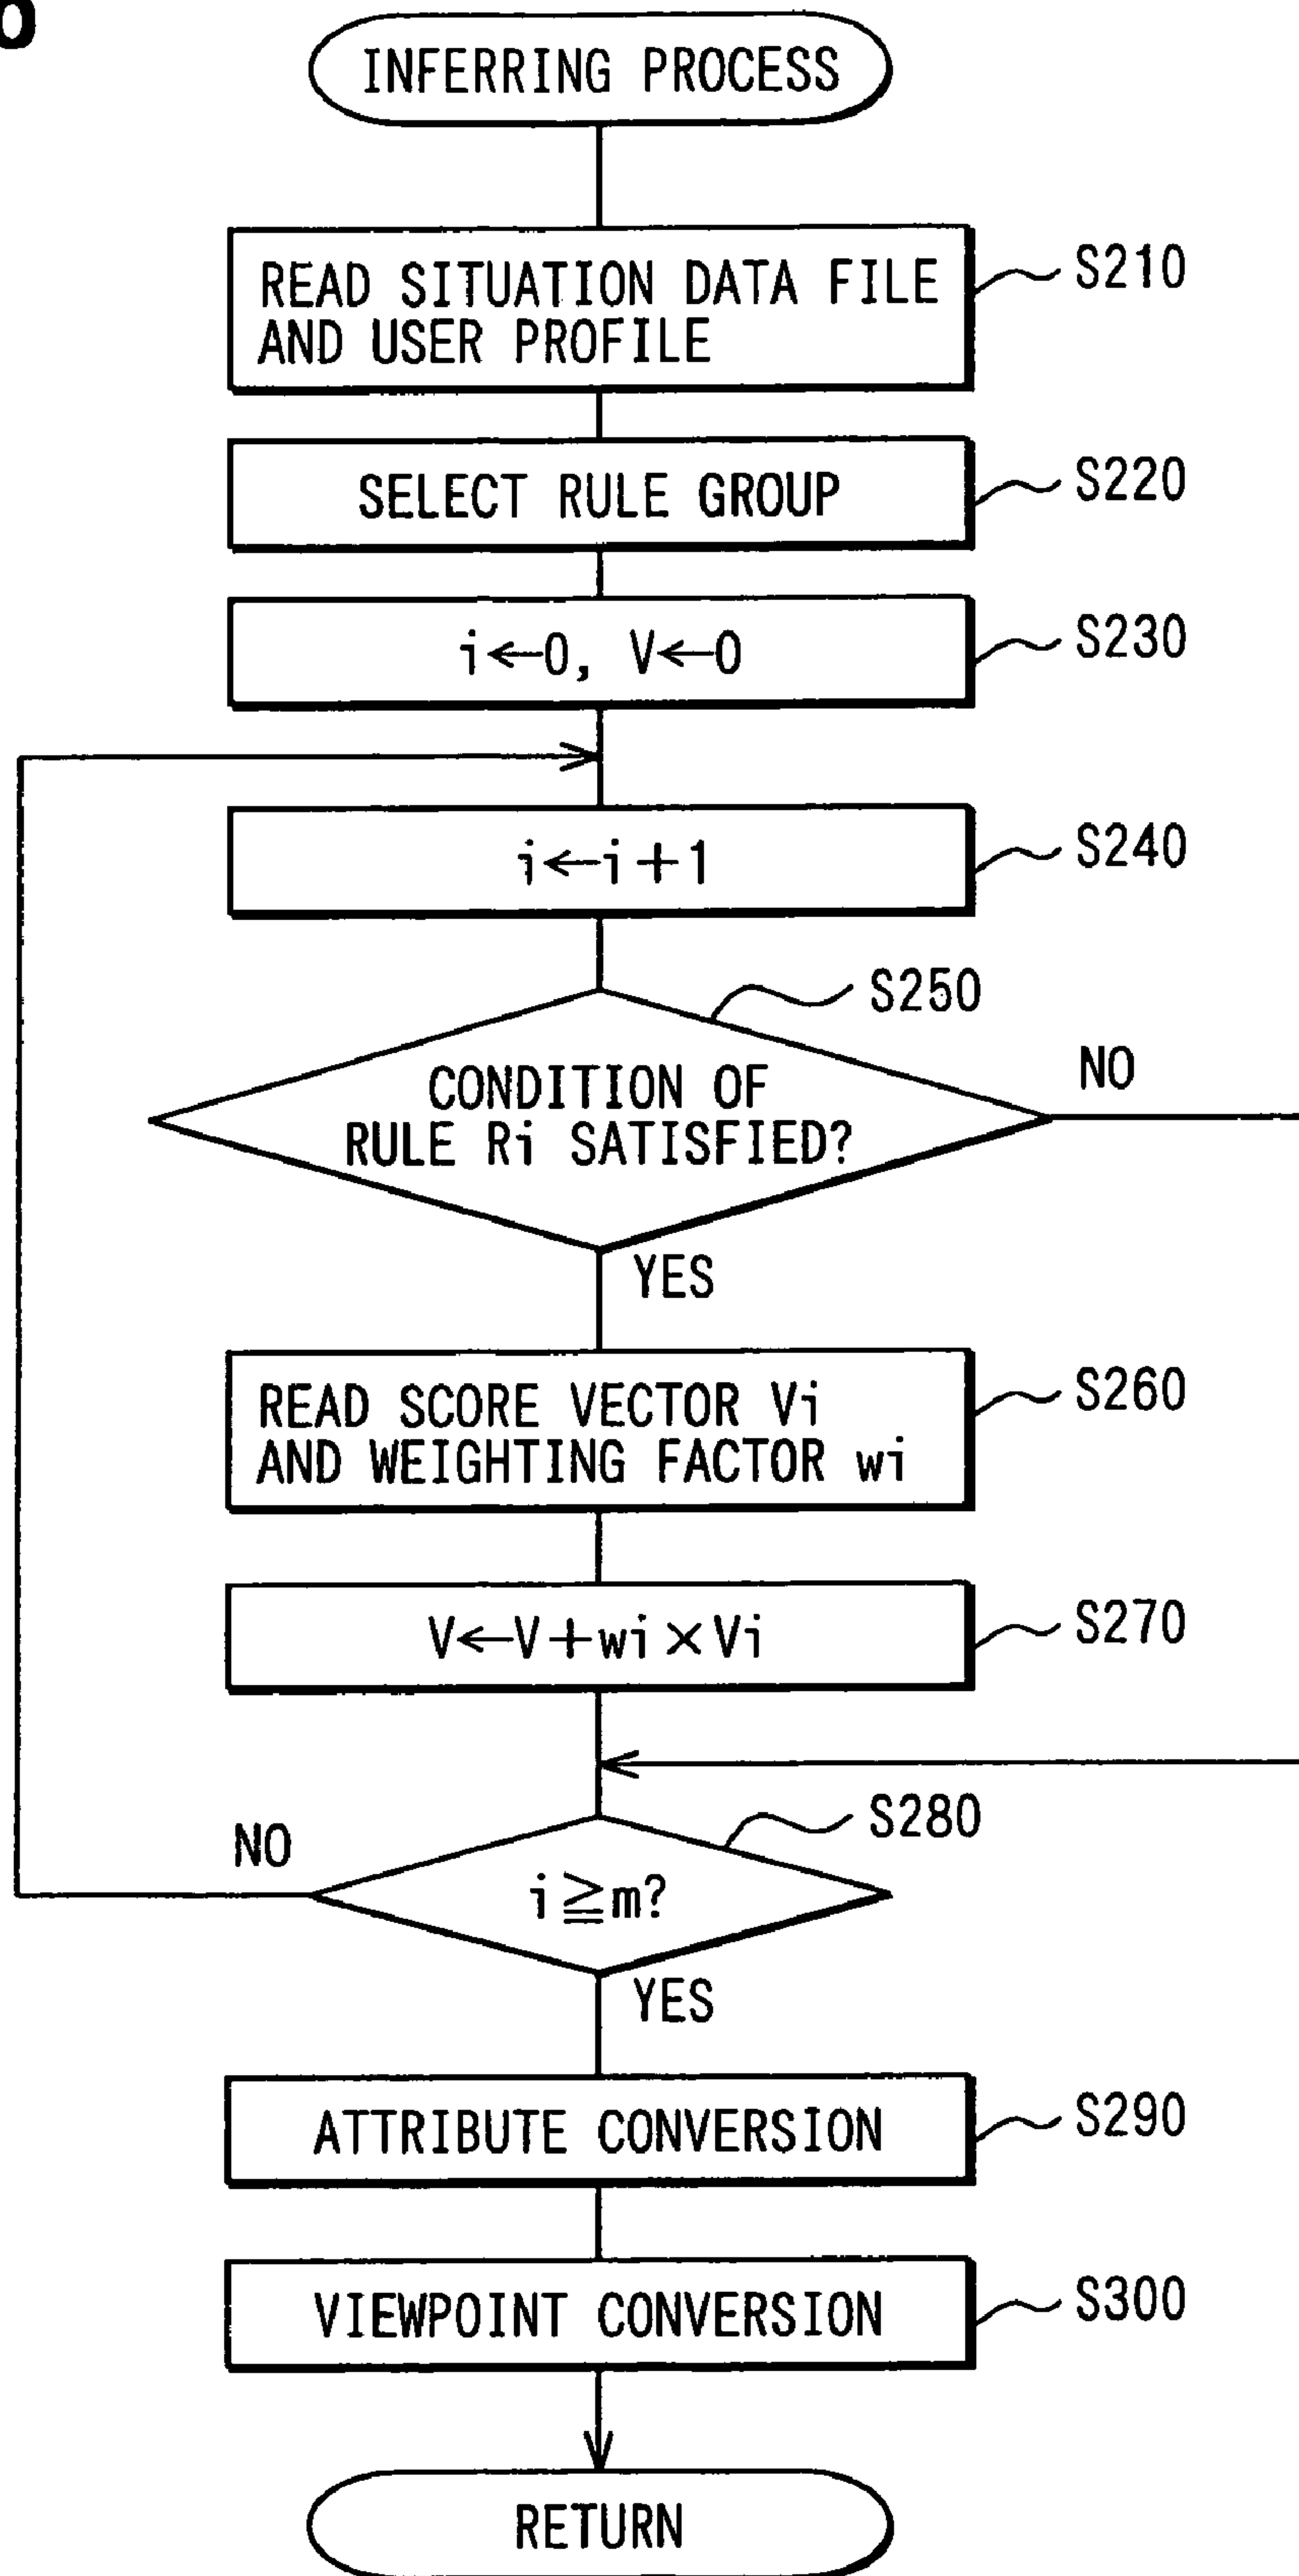 INFERRING PROCESS
READ SITUATION DATA FILE
AND USER PROFILE
S210
SELECT RULE GROUP
S220
i←0, V←0
S230
i←i+1
S240
S250
CONDITION OF
RULE Ri SATISFIED?
NO
YES
READ SCORE VECTOR Vi
AND WEIGHTING FACTOR wi
S260
V←V+wi×Vi
S270
S280
NO
i≧m?
YES
ATTRIBUTE CONVERSION
S290
VIEWPOINT CONVERSION
S300
RETURN